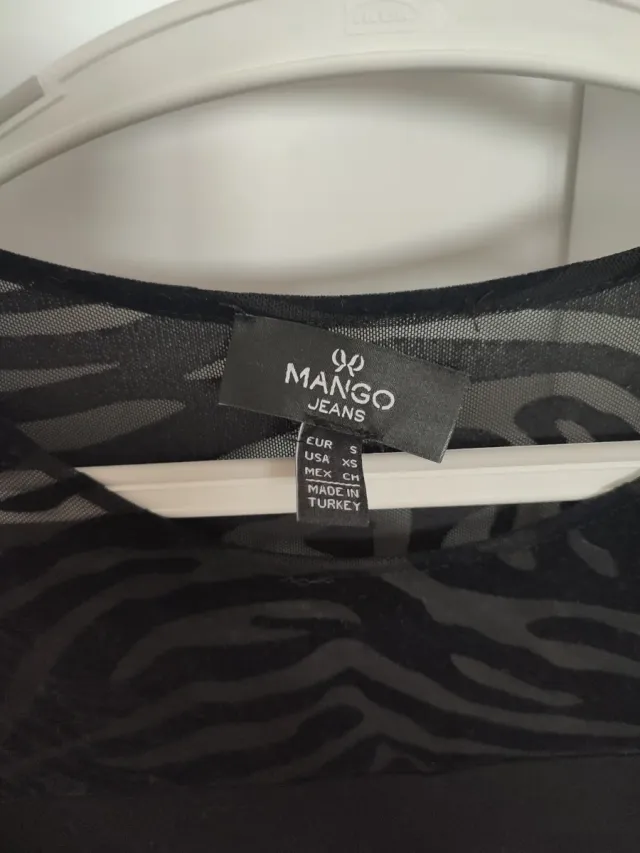 MANGO
JEANS
EUR S
USA XS
MEX CH
MADE IN
TURKEY